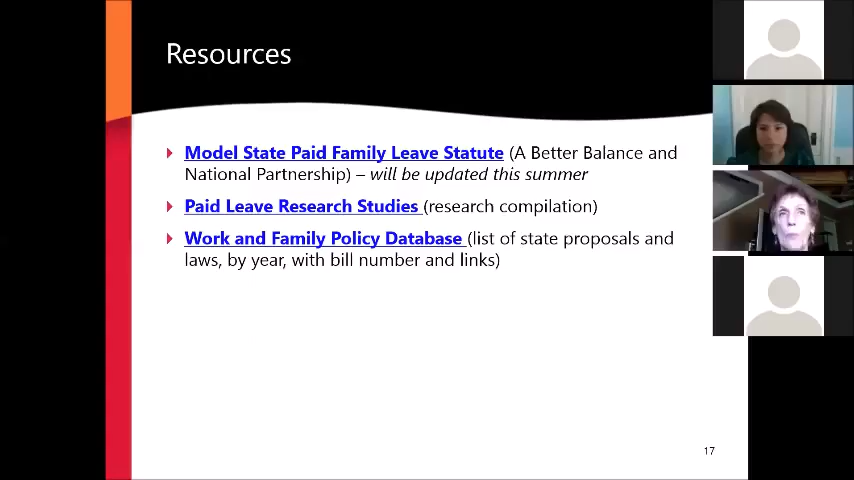 Resources
Model State Paid Family Leave Statute (A Better Balance and
National Partnership) – will be updated this summer
Paid Leave Research Studies (research compilation)
Work and Family Policy Database (list of state proposals and
laws, by year, with bill number and links)
17